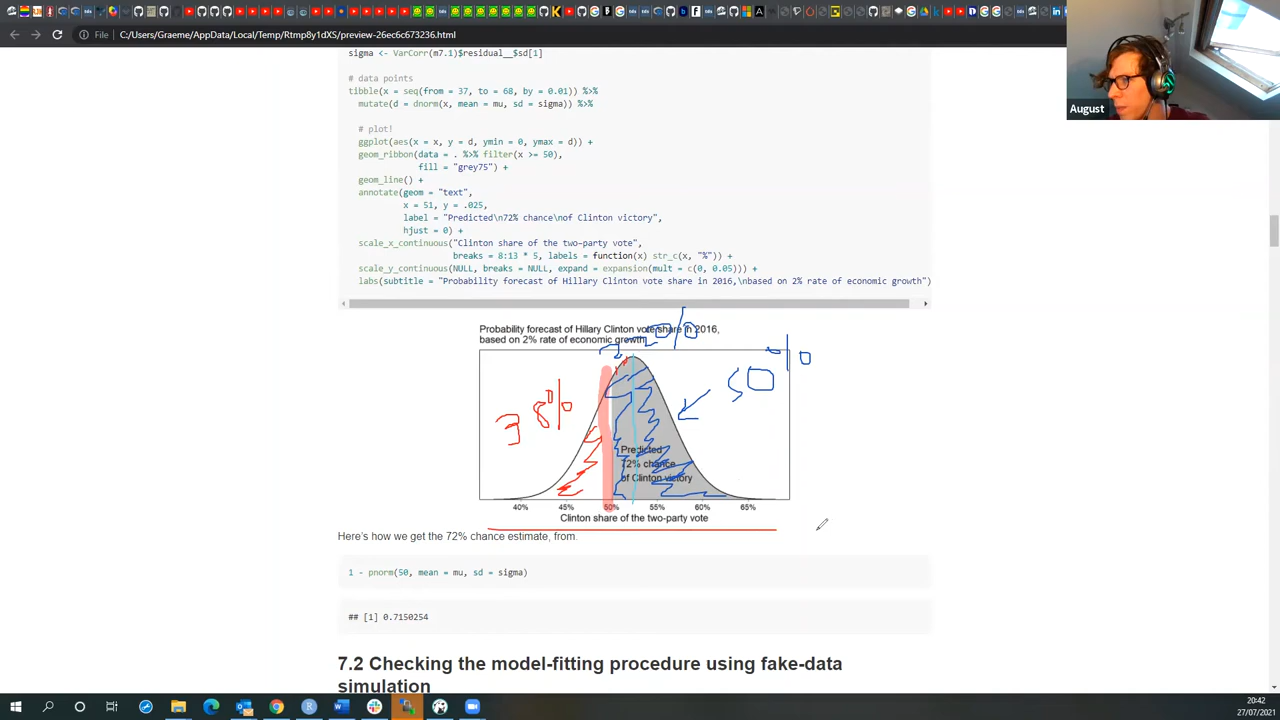 File
C:/Users/Graeme/AppData/Local/Temp/Rtmp8y1dXS/preview-26ec6c673236.html
August
sigma <- VarCorr(m7.1)$residual__$sd[1]
# data points
tibble(x = seq(from = 37, to = 68, by = 0.01)) %>%
mutate(d = dnorm(x, mean = mu, sd = sigma)) %>%
# plot!
ggplot(aes(x = x, y = d, ymin = 0, ymax = d)) +
geom_ribbon(data = . %>% filter(x >= 50),
fill = "grey75") +
geom_line() +
annotate(geom = "text",
x = 51, y = .025,
label = "Predicted\n72% chance\nof Clinton victory",
hjust = 0) +
scale_x_continuous("Clinton share of the two-party vote",
breaks = 8:13 * 5, labels = function(x) str_c(x, "%")) +
scale_y_continuous(NULL, breaks = NULL, expand = expansion(mult = c(0, 0.05))) +
labs(subtitle = "Probability forecast of Hillary Clinton vote share in 2016,\nbased on 2% rate of economic growth")
Probability forecast of Hillary Clinton vote share in 2016,
based on 2% rate of economic growth
22%
50%
38%
Predicted
72% chance
of Clinton victory
40% 45% 50% 55% 60% 65%
Clinton share of the two-party vote
Here's how we get the 72% chance estimate, from.
1 - pnorm(50, mean = mu, sd = sigma)
## [1] 0.7150254
7.2 Checking the model-fitting procedure using fake-data
simulation
20:42
27/07/2021